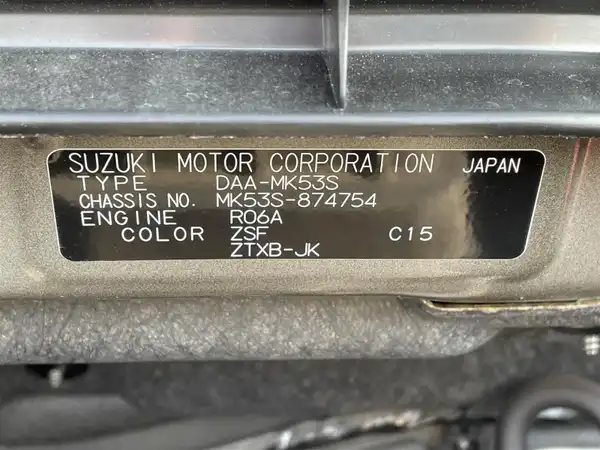 SUZUKI MOTOR CORPORATION JAPAN
TYPE DAA-MK53S
CHASSIS NO. MK53S-874754
ENGINE R06A
COLOR ZSF C15
ZTXB-JK